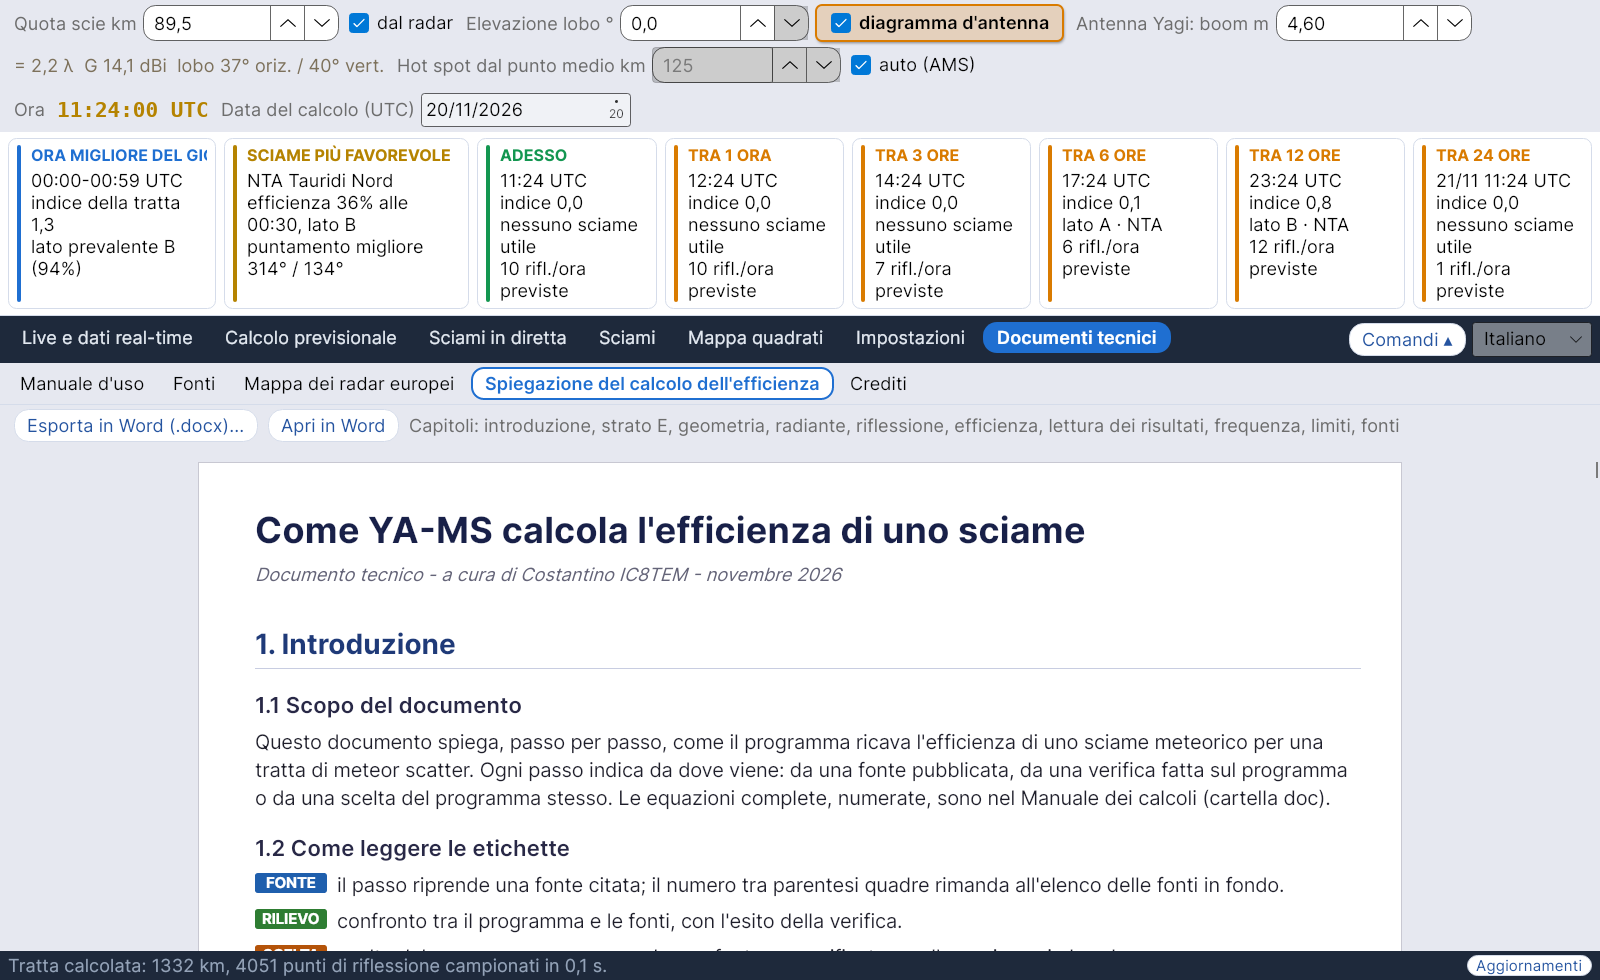 Quota scie km 89,5 dal radar Elevazione lobo ° 0,0 diagramma d'antenna Antenna Yagi: boom m 4,60
= 2,2 λ G 14,1 dBi lobo 37° oriz. / 40° vert. Hot spot dal punto medio km 125 auto (AMS)
Ora 11:24:00 UTC Data del calcolo (UTC) 20/11/2026 20
ORA MIGLIORE DEL GI
00:00-00:59 UTC
indice della tratta
1,3
lato prevalente B
(94%)
SCIAME PIÙ FAVOREVOLE
NTA Tauridi Nord
efficienza 36% alle
00:30, lato B
puntamento migliore
314° / 134°
ADESSO
11:24 UTC
indice 0,0
nessuno sciame
utile
10 rifl./ora
previste
TRA 1 ORA
12:24 UTC
indice 0,0
nessuno sciame
utile
10 rifl./ora
previste
TRA 3 ORE
14:24 UTC
indice 0,0
nessuno sciame
utile
7 rifl./ora
previste
TRA 6 ORE
17:24 UTC
indice 0,1
lato A · NTA
6 rifl./ora
previste
TRA 12 ORE
23:24 UTC
indice 0,8
lato B · NTA
12 rifl./ora
previste
TRA 24 ORE
21/11 11:24 UTC
indice 0,0
nessuno sciame
utile
1 rifl./ora
previste
Live e dati real-time Calcolo previsionale Sciami in diretta Sciami Mappa quadrati Impostazioni Documenti tecnici Comandi ▴ Italiano
Manuale d'uso Fonti Mappa dei radar europei Spiegazione del calcolo dell'efficienza Crediti
Esporta in Word (.docx)... Apri in Word Capitoli: introduzione, strato E, geometria, radiante, riflessione, efficienza, lettura dei risultati, frequenza, limiti, fonti
Come YA-MS calcola l'efficienza di uno sciame
Documento tecnico - a cura di Costantino IC8TEM - novembre 2026
1. Introduzione
1.1 Scopo del documento
Questo documento spiega, passo per passo, come il programma ricava l'efficienza di uno sciame meteorico per una
tratta di meteor scatter. Ogni passo indica da dove viene: da una fonte pubblicata, da una verifica fatta sul programma
o da una scelta del programma stesso. Le equazioni complete, numerate, sono nel Manuale dei calcoli (cartella doc).
1.2 Come leggere le etichette
FONTE il passo riprende una fonte citata; il numero tra parentesi quadre rimanda all'elenco delle fonti in fondo.
RILIEVO confronto tra il programma e le fonti, con l'esito della verifica.
Tratta calcolata: 1332 km, 4051 punti di riflessione campionati in 0,1 s. Aggiornamenti